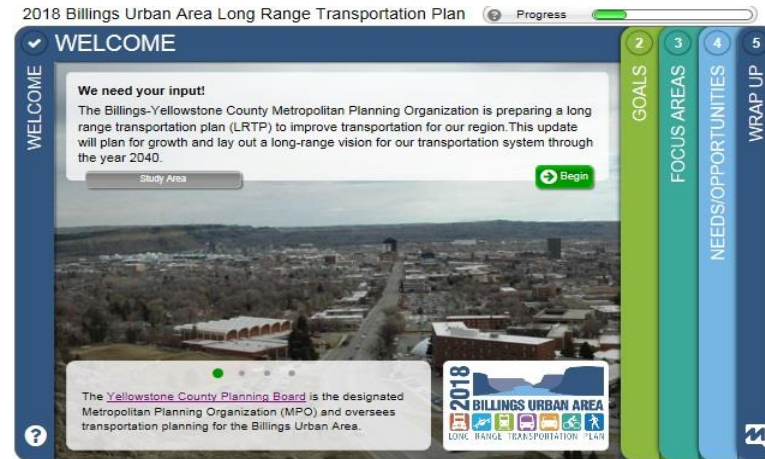 2018 Billings Urban Area Long Range Transportation Plan
Progress
WELCOME
WELCOME
We need your input!
The Billings-Yellowstone County Metropolitan Planning Organization is preparing a long
range transportation plan (LRTP) to improve transportation for our region.This update
will plan for growth and lay out a long-range vision for our transportation system through
the year 2040.
Study Area
Begin
The Yellowstone County Planning Board is the designated
Metropolitan Planning Organization (MPO) and oversees
transportation planning for the Billings Urban Area.
2018
BILLINGS URBAN AREA
LONG RANGE TRANSPORTATION PLAN
?
2
GOALS
3
FOCUS AREAS
4
NEEDS/OPPORTUNITIES
5
WRAP UP